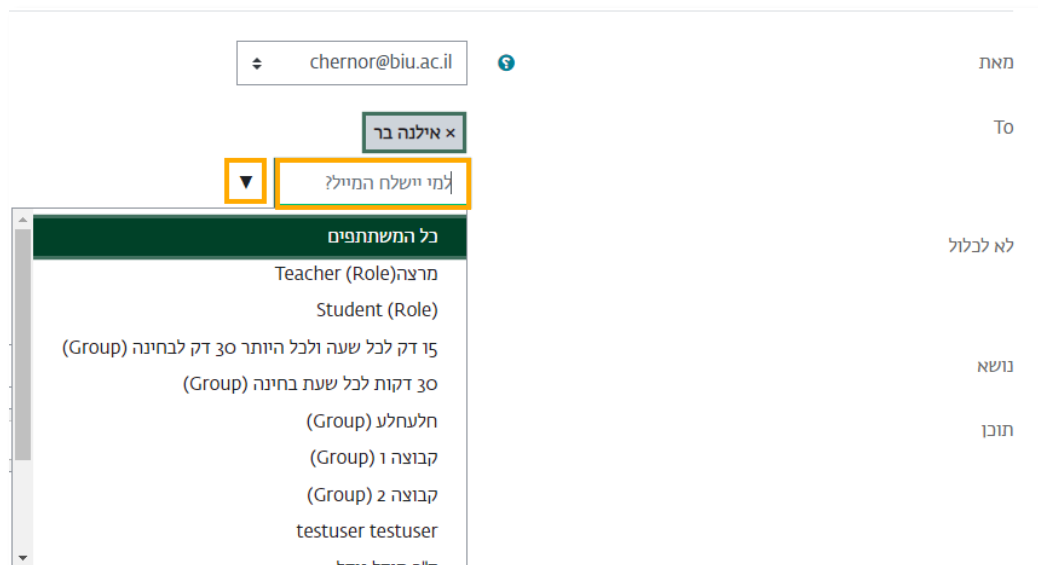 מאת
chernor@biu.ac.il
To
× אילנה בר
למי יישלח המייל?
כל המשתתפים
מרצה(Role) Teacher
Student (Role)
לא לכלול
15 דק לכל שעה ולכל היותר 30 דק לבחינה (Group)
נושא
30 דקות לכל שעת בחינה (Group)
חלעחלע (Group)
תוכן
קבוצה 1 (Group)
קבוצה 2 (Group)
testuser testuser